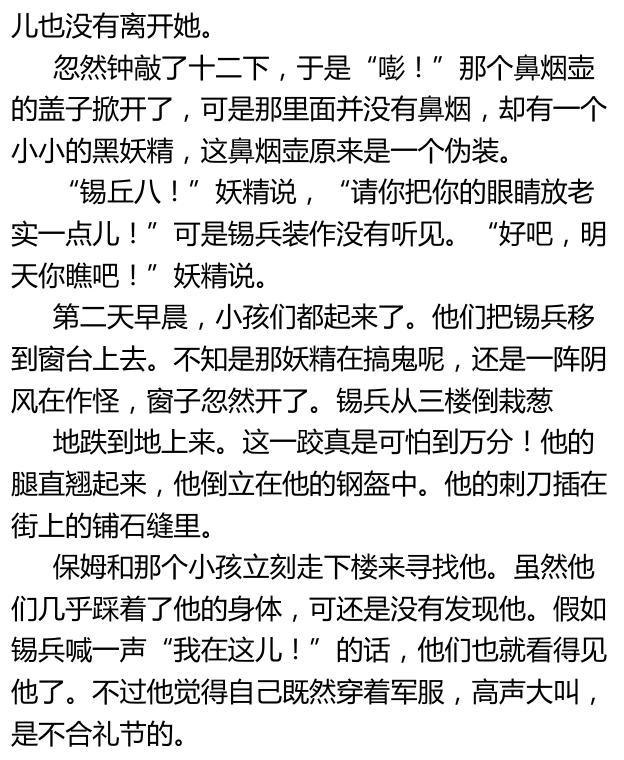 儿也没有离开她。
忽然钟敲了十二下，于是“嘭！”那个鼻烟壶
的盖子掀开了，可是那里面并没有鼻烟，却有一个
小小的黑妖精，这鼻烟壶原来是一个伪装。
“锡丘八！”妖精说，“请你把你的眼睛放老
实一点儿！”可是锡兵装作没有听见。“好吧，明
天你瞧吧！”妖精说。
第二天早晨，小孩们都起来了。他们把锡兵移
到窗台上去。不知是那妖精在搞鬼呢，还是一阵阴
风在作怪，窗子忽然开了。锡兵从三楼倒栽葱
地跌到地上来。这一跤真是可怕到万分！他的
腿直翘起来，他倒立在他的钢盔中。他的刺刀插在
街上的铺石缝里。
保姆和那个小孩立刻走下楼来寻找他。虽然他
们几乎踩着了他的身体，可还是没有发现他。假如
锡兵喊一声“我在这儿！”的话，他们也就看得见
他了。不过他觉得自己既然穿着军服，高声大叫，
是不合礼节的。